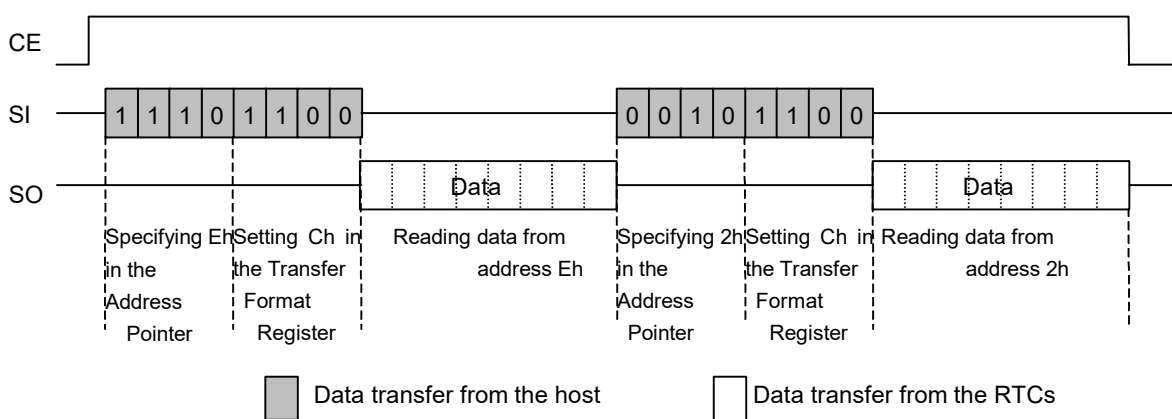 CE
SI
1 1 1 0 1 1 0 0
0 0 1 0 1 1 0 0
SO
Data
Data
Specifying Eh
in the
Address
Pointer
Setting Ch in
the Transfer
Format
Register
Reading data from
address Eh
Specifying 2h
in the
Address
Pointer
Setting Ch in
the Transfer
Format
Register
Reading data from
address 2h
Data transfer from the host
Data transfer from the RTCs